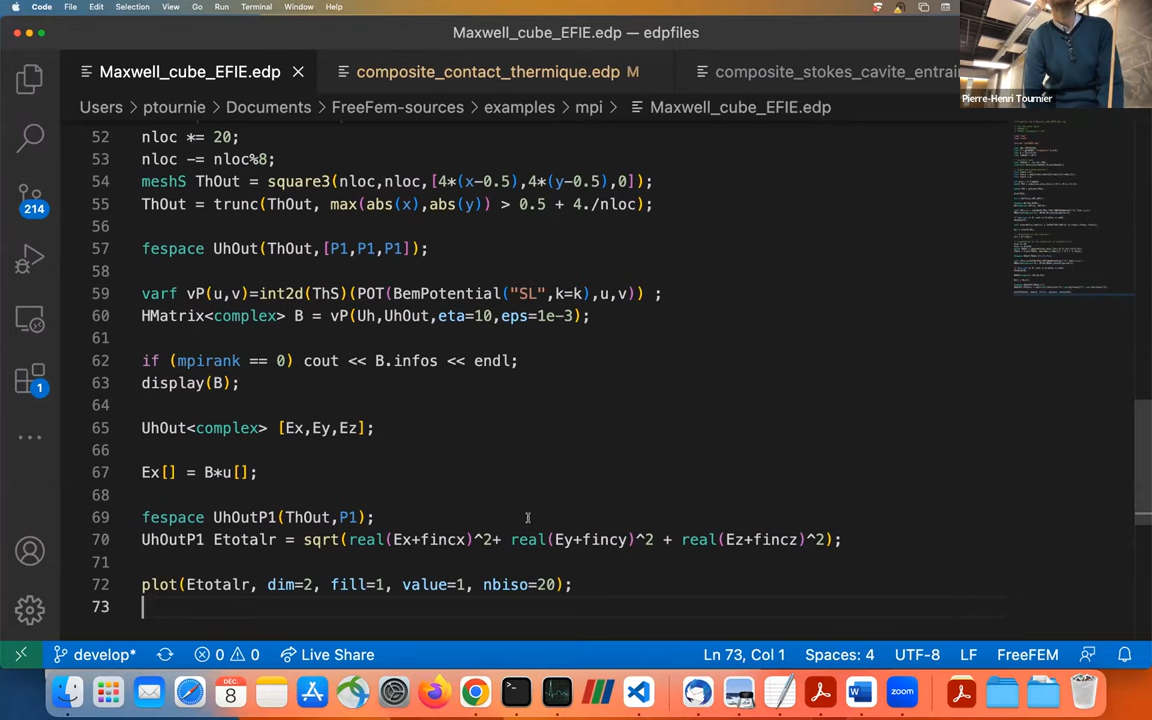 Code File Edit Selection View Go Run Terminal Window Help
Maxwell_cube_EFIE.edp — edpfiles
Maxwell_cube_EFIE.edp
composite_contact_thermique.edp M
composite_stokes_cavite_entrai
Pierre-Henri Tournier
Users > ptournie > Documents > FreeFem-sources > examples > mpi > Maxwell_cube_EFIE.edp
52 nloc *= 20;
53 nloc -= nloc%8;
54 meshS ThOut = square3(nloc,nloc,[4*(x-0.5),4*(y-0.5),0]);
55 ThOut = trunc(ThOut, max(abs(x),abs(y)) > 0.5 + 4./nloc);
56
57 fespace UhOut(ThOut,[P1,P1,P1]);
58
59 varf vP(u,v)=int2d(ThS)(POT(BemPotential("SL",k=k),u,v)) ;
60 HMatrix<complex> B = vP(Uh,UhOut,eta=10,eps=1e-3);
61
62 if (mpirank == 0) cout << B.infos << endl;
63 display(B);
64
65 UhOut<complex> [Ex,Ey,Ez];
66
67 Ex[] = B*u[];
68
69 fespace UhOutP1(ThOut,P1);
70 UhOutP1 Etotalr = sqrt(real(Ex+fincx)^2+ real(Ey+fincy)^2 + real(Ez+fincz)^2);
71
72 plot(Etotalr, dim=2, fill=1, value=1, nbiso=20);
73
214
1
develop* 0 0 Live Share Ln 73, Col 1 Spaces: 4 UTF-8 LF FreeFEM
DÉC.
8
zoom